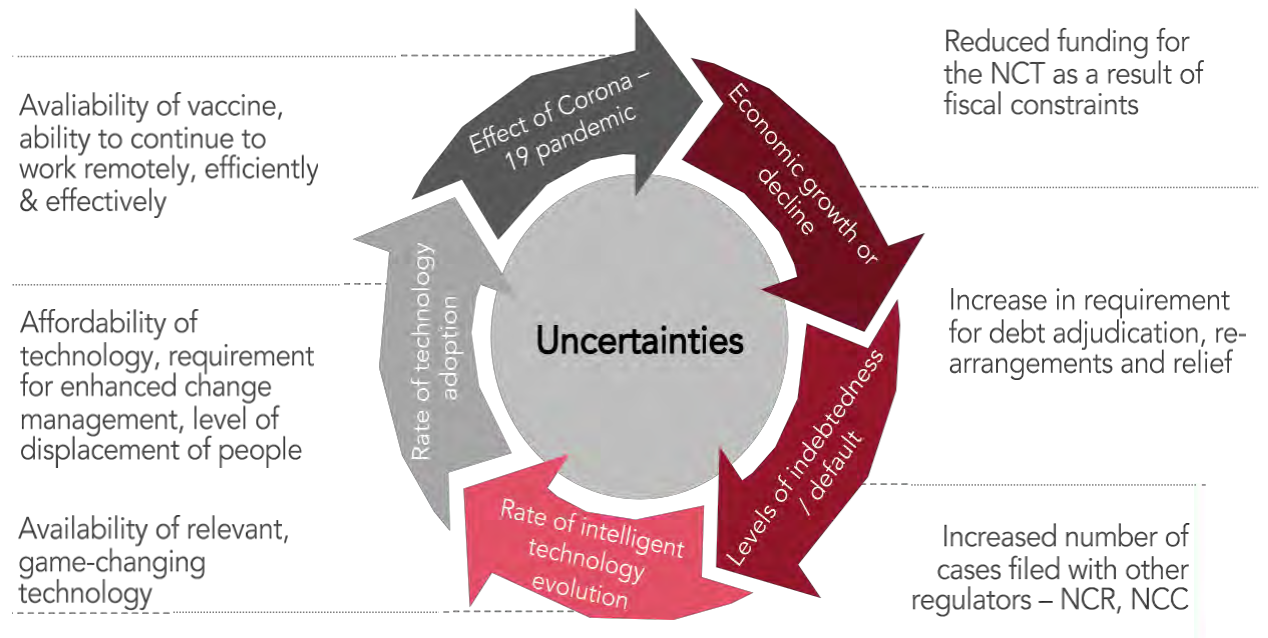 Reduced funding for
the NCT as a result of
fiscal constraints
Avaliability of vaccine,
ability to continue to
work remotely, efficiently
& effectively
Effect of Corona –
19 pandemic
Economic growth or
decline
Rate of technology
adoption
Uncertainties
Increase in requirement
for debt adjudication, re-
arrangements and relief
Affordability of
technology, requirement
for enhanced change
management, level of
displacement of people
Levels of indebtedness
/ default
Rate of intelligent
technology
evolution
Availability of relevant,
game-changing
technology
Increased number of
cases filed with other
regulators – NCR, NCC